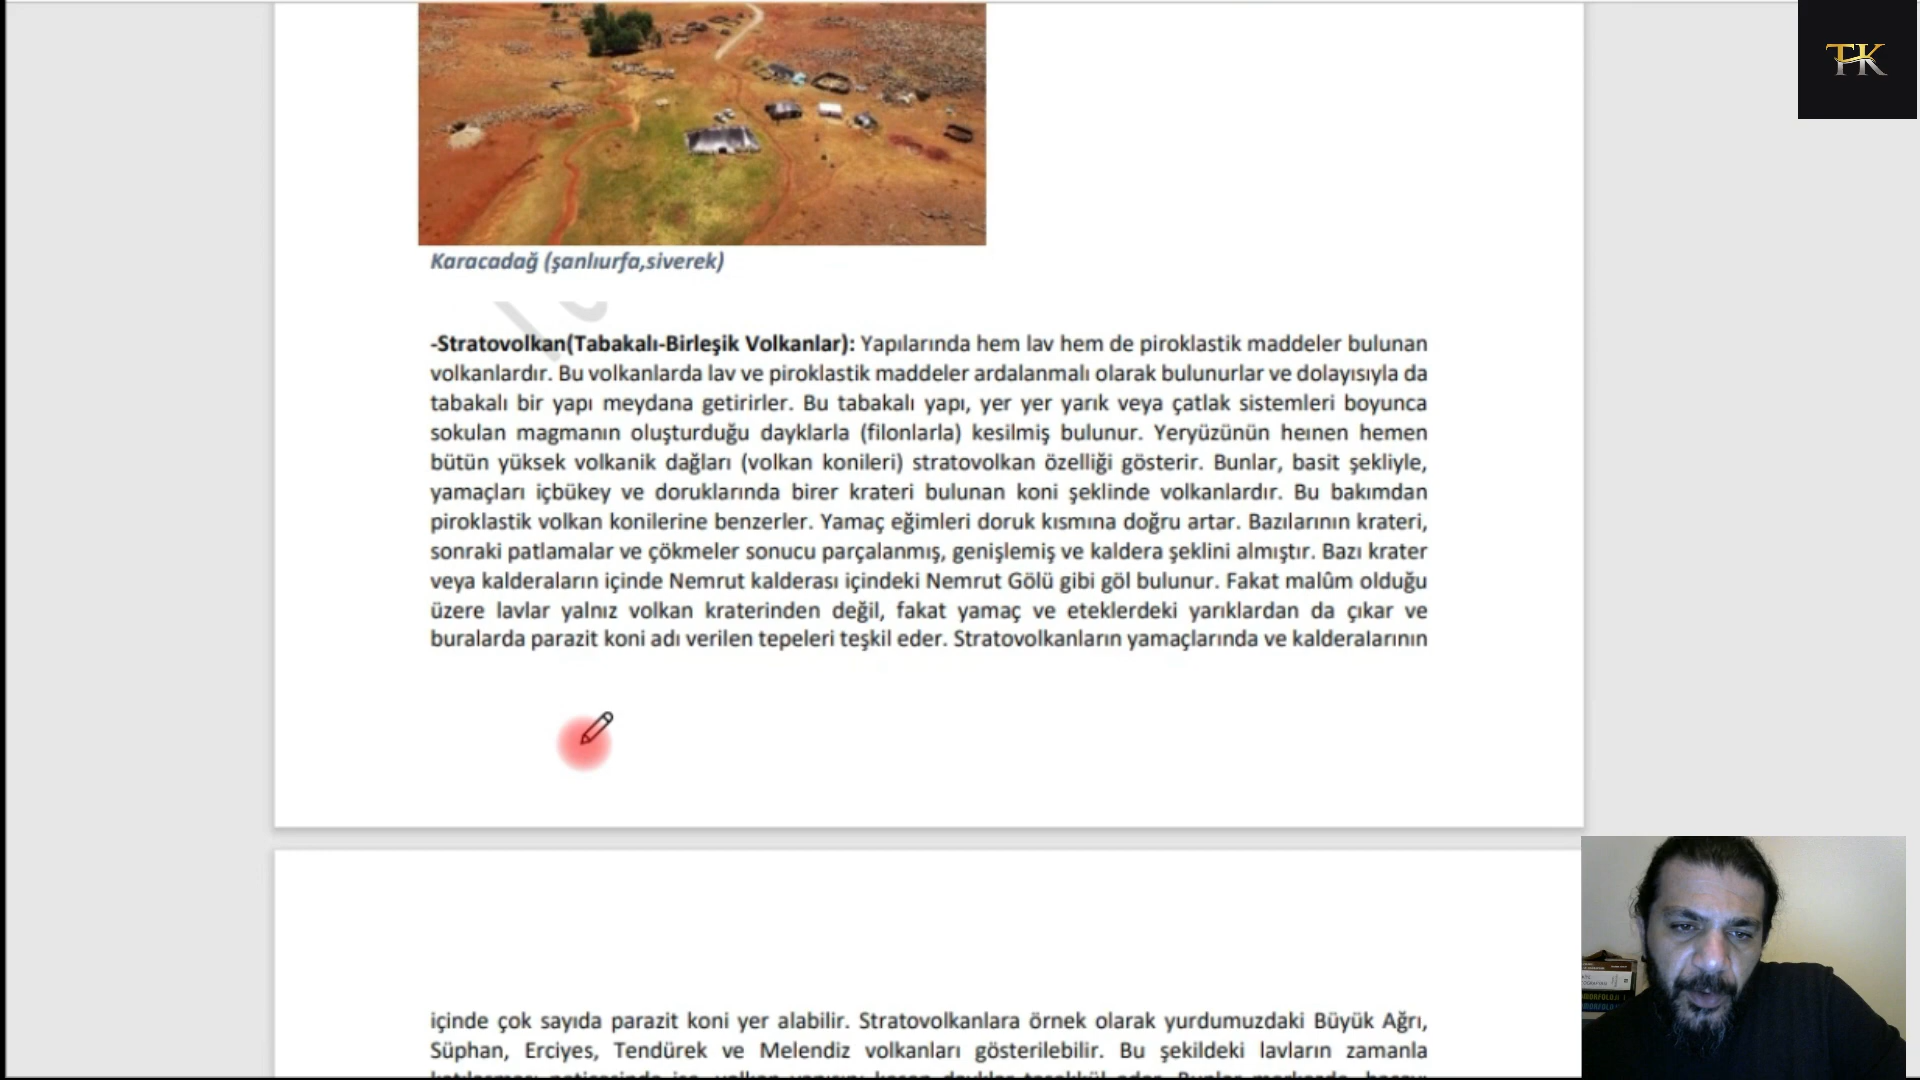 TK
Karacadağ (şanlıurfa,siverek)
-Stratovolkan(Tabakalı-Birleşik Volkanlar): Yapılarında hem lav hem de piroklastik maddeler bulunan
volkanlardır. Bu volkanlarda lav ve piroklastik maddeler ardalanmalı olarak bulunurlar ve dolayısıyla da
tabakalı bir yapı meydana getirirler. Bu tabakalı yapı, yer yer yarık veya çatlak sistemleri boyunca
sokulan magmanın oluşturduğu dayklarla (filonlarla) kesilmiş bulunur. Yeryüzünün hemen hemen
bütün yüksek volkanik dağları (volkan konileri) stratovolkan özelliği gösterir. Bunlar, basit şekliyle,
yamaçları içbükey ve doruklarında birer krateri bulunan koni şeklinde volkanlardır. Bu bakımdan
piroklastik volkan konilerine benzerler. Yamaç eğimleri doruk kısmına doğru artar. Bazılarının krateri,
sonraki patlamalar ve çökmeler sonucu parçalanmış, genişlemiş ve kaldera şeklini almıştır. Bazı krater
veya kalderaların içinde Nemrut kalderası içindeki Nemrut Gölü gibi göl bulunur. Fakat malûm olduğu
üzere lavlar yalnız volkan kraterinden değil, fakat yamaç ve eteklerdeki yarıklardan da çıkar ve
buralarda parazit koni adı verilen tepeleri teşkil eder. Stratovolkanların yamaçlarında ve kalderalarının
içinde çok sayıda parazit koni yer alabilir. Stratovolkanlara örnek olarak yurdumuzdaki Büyük Ağrı,
Süphan, Erciyes, Tendürek ve Melendiz volkanları gösterilebilir. Bu şekildeki lavların zamanla